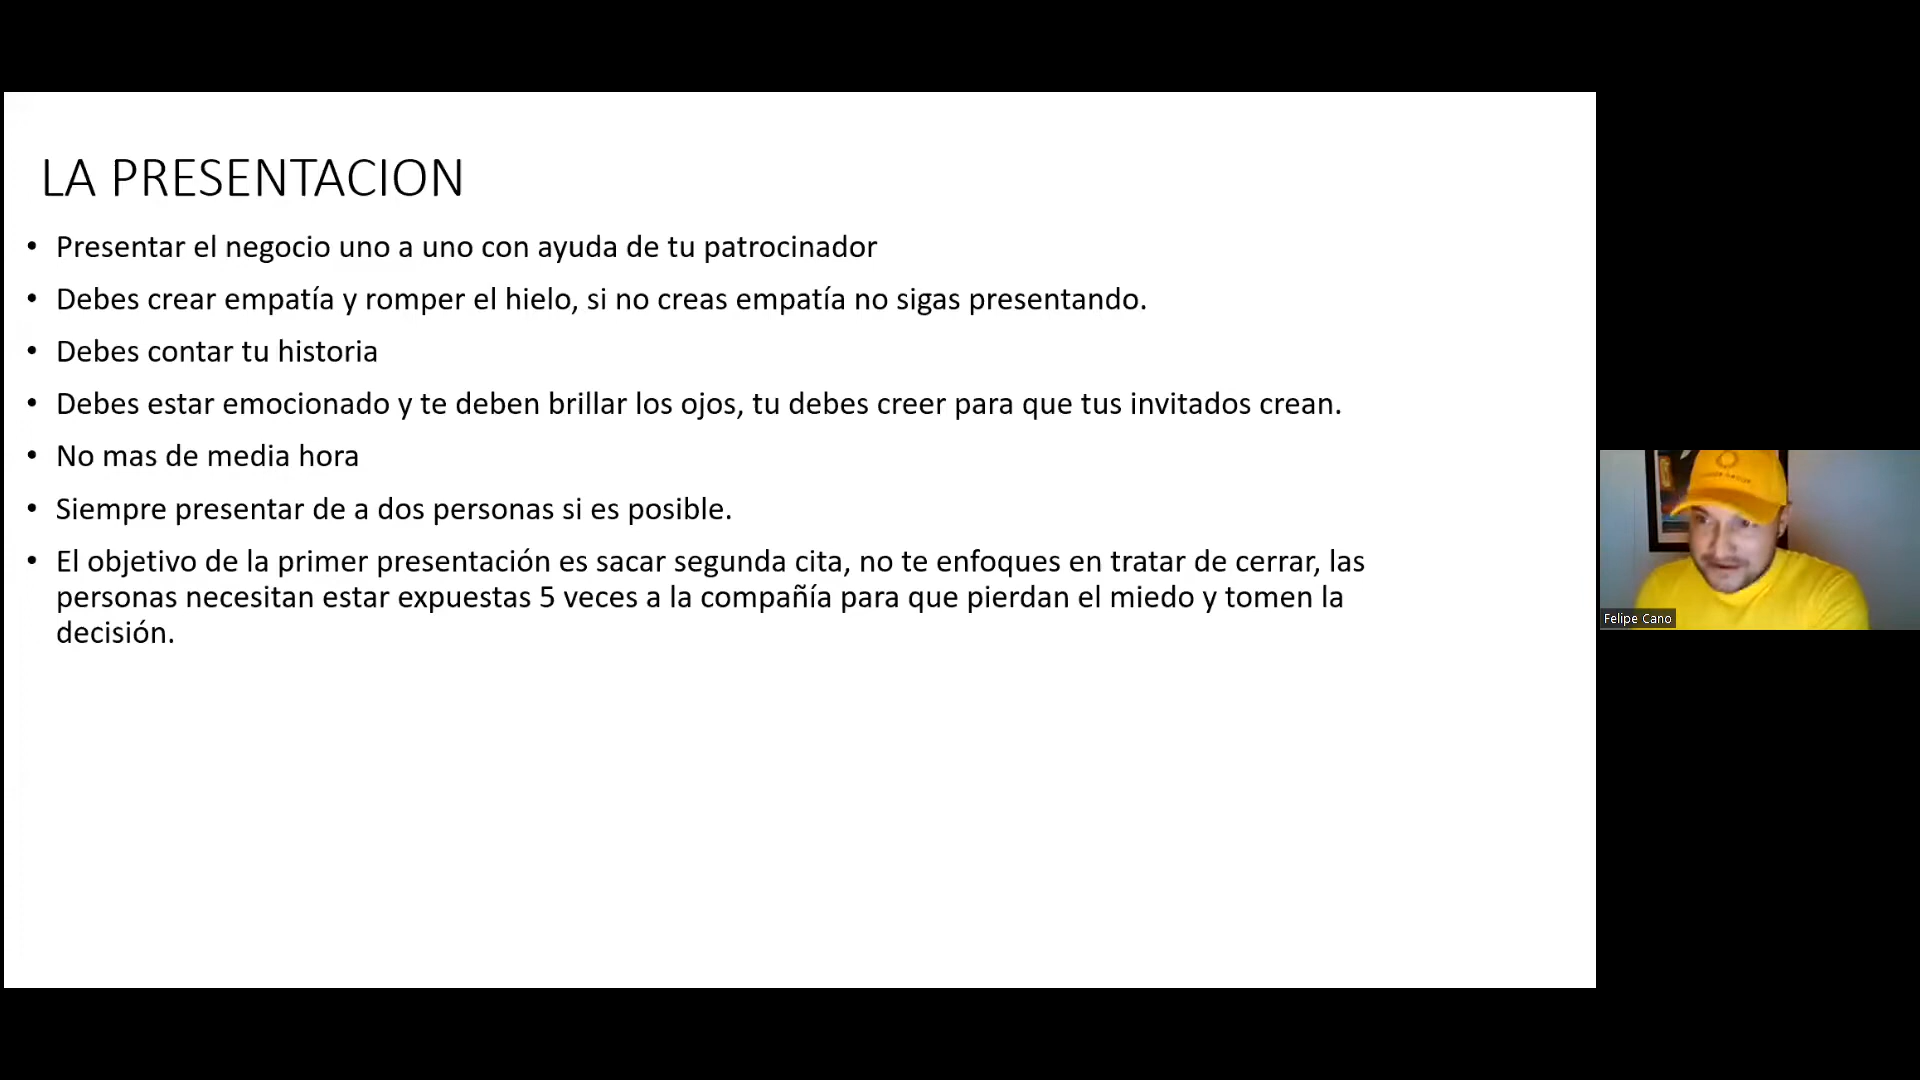 LA PRESENTACION
• Presentar el negocio uno a uno con ayuda de tu patrocinador
• Debes crear empatía y romper el hielo, si no creas empatía no sigas presentando.
• Debes contar tu historia
• Debes estar emocionado y te deben brillar los ojos, tu debes creer para que tus invitados crean.
• No mas de media hora
• Siempre presentar de a dos personas si es posible.
• El objetivo de la primer presentación es sacar segunda cita, no te enfoques en tratar de cerrar, las
personas necesitan estar expuestas 5 veces a la compañía para que pierdan el miedo y tomen la
decisión.
Felipe Cano